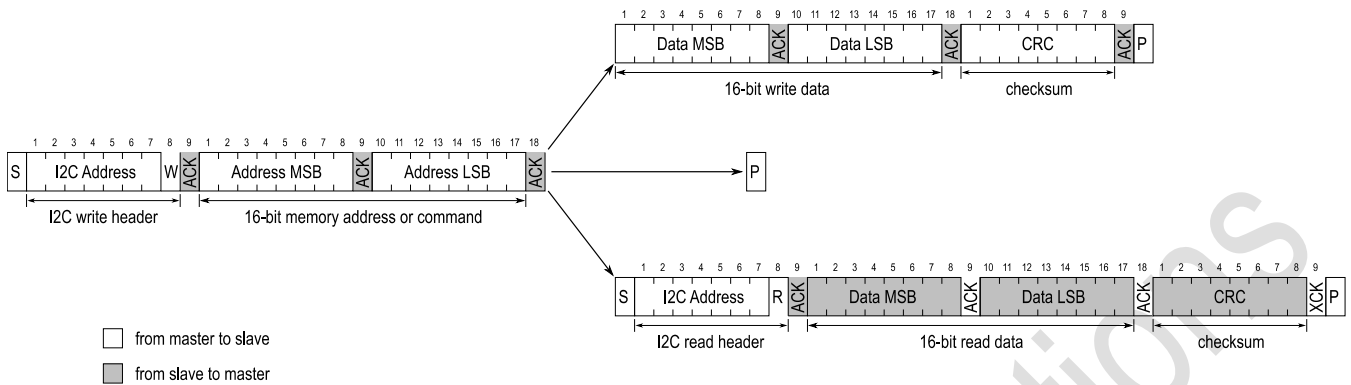 1 2 3 4 5 6 7 8 9 10 11 12 13 14 15 16 17 18 1 2 3 4 5 6 7 8 9
Data MSB ACK Data LSB ACK CRC ACK P
16-bit write data checksum
1 2 3 4 5 6 7 8 9 1 2 3 4 5 6 7 8 9 10 11 12 13 14 15 16 17 18
S I2C Address W ACK Address MSB ACK Address LSB ACK P
I2C write header 16-bit memory address or command
1 2 3 4 5 6 7 8 9 1 2 3 4 5 6 7 8 9 10 11 12 13 14 15 16 17 18 1 2 3 4 5 6 7 8 9
S I2C Address R ACK Data MSB ACK Data LSB ACK CRC XCK P
I2C read header 16-bit read data checksum
from master to slave
from slave to master